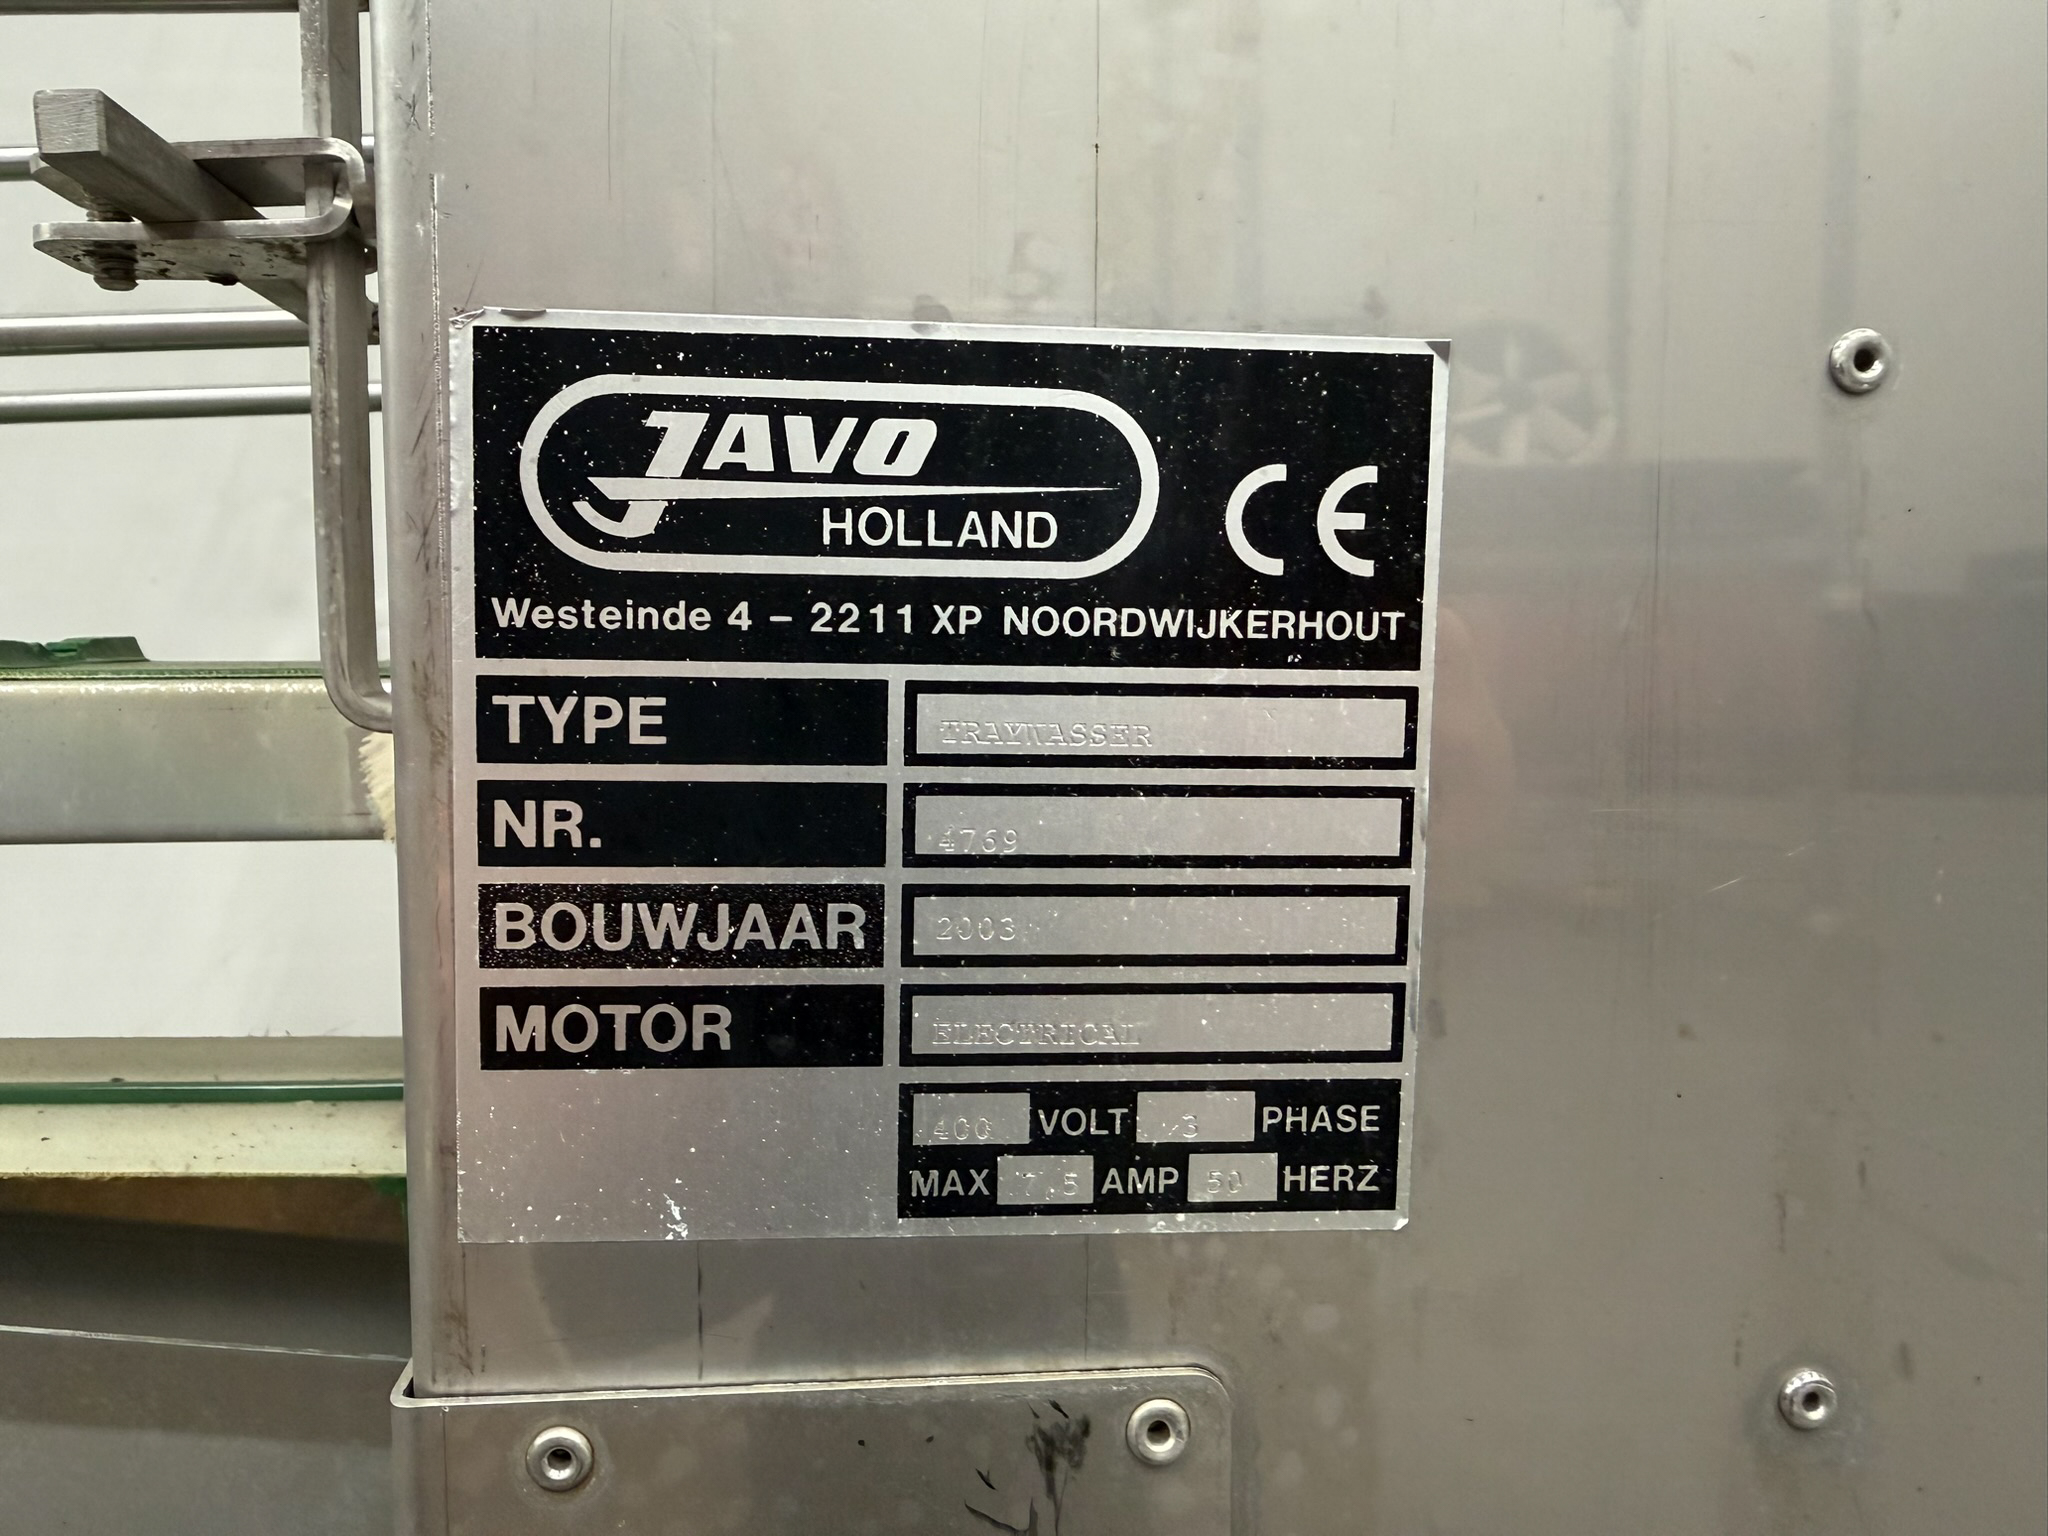 JAVO
HOLLAND
CE
Westeinde 4 – 2211 XP NOORDWIJKERHOUT
TYPE TRAYWASSER
NR. 4769
BOUWJAAR 2003
MOTOR ELECTRICAL
400 VOLT 3 PHASE
MAX 7,5 AMP 50 HERZ